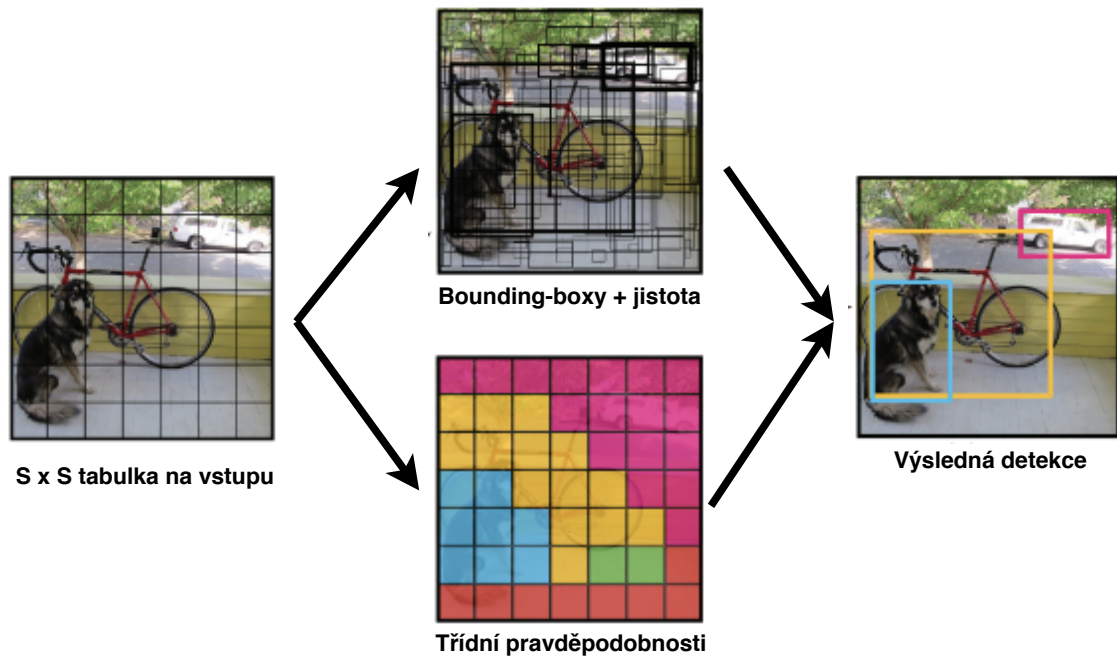 Bounding-boxy + jistota
S x S tabulka na vstupu
Výsledná detekce
Třídní pravděpodobnosti